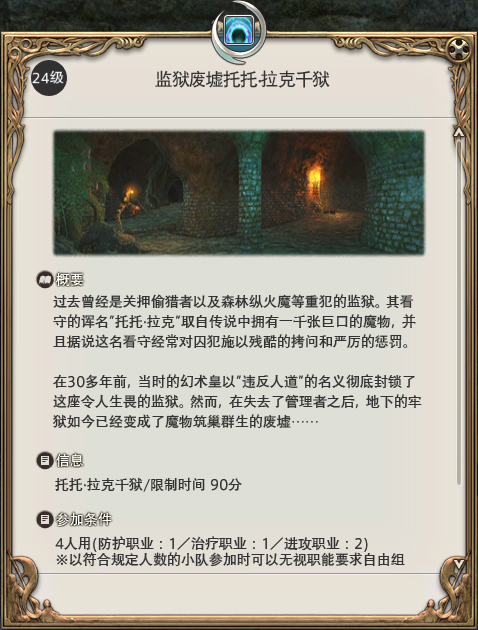 24级
监狱废墟托托·拉克千狱
概要
过去曾经是关押偷猎者以及森林纵火魔等重犯的监狱。其看
守的诨名“托托·拉克”取自传说中拥有一千张巨口的魔物，并
且据说这名看守经常对囚犯施以残酷的拷问和严厉的惩罚。
在30多年前，当时的幻术皇以“违反人道”的名义彻底封锁了
这座令人生畏的监狱。然而，在失去了管理者之后，地下的牢
狱如今已经变成了魔物筑巢群生的废墟……
信息
托托·拉克千狱/限制时间 90分
参加条件
4人用(防护职业：1／治疗职业：1／进攻职业：2)
※以符合规定人数的小队参加时可以无视职能要求自由组